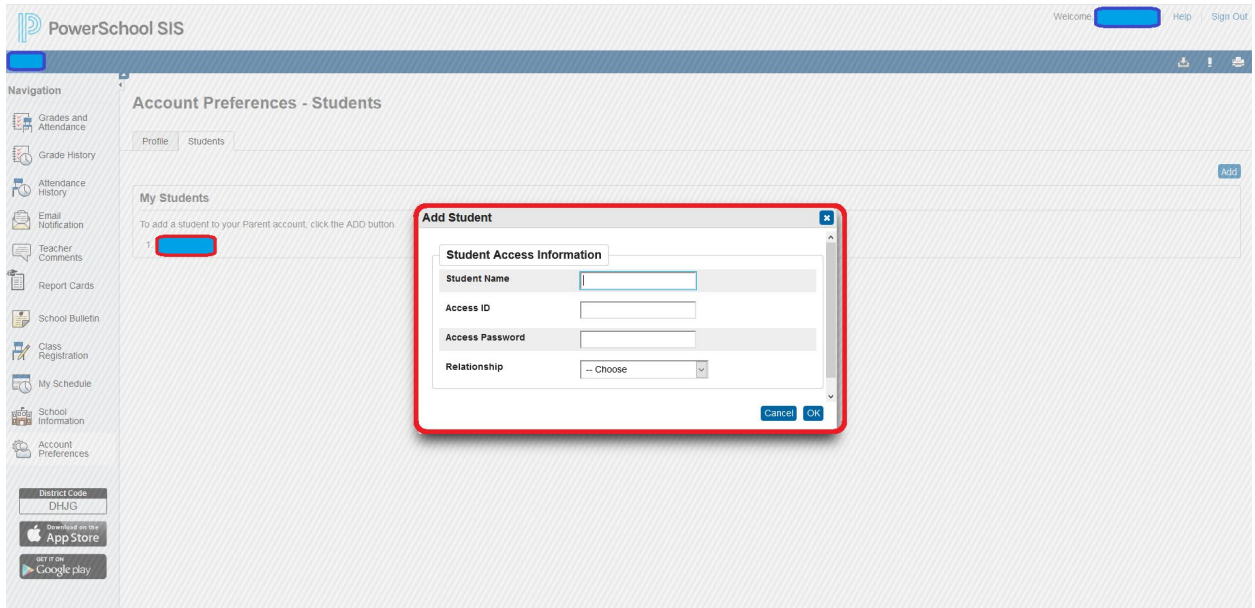 PowerSchool SIS
Welcome,
Help
Sign Out
Navigation
Grades and
Attendance
Grade History
Attendance
History
Email
Notification
Teacher
Comments
Report Cards
School Bulletin
Class
Registration
My Schedule
School
Information
Account
Preferences
District Code
DHJG
Download on the
App Store
GET IT ON
Google play
Account Preferences - Students
Profile
Students
Add
My Students
To add a student to your Parent account, click the ADD button.
1.
Add Student
Student Access Information
Student Name
Access ID
Access Password
Relationship
-- Choose
Cancel
OK